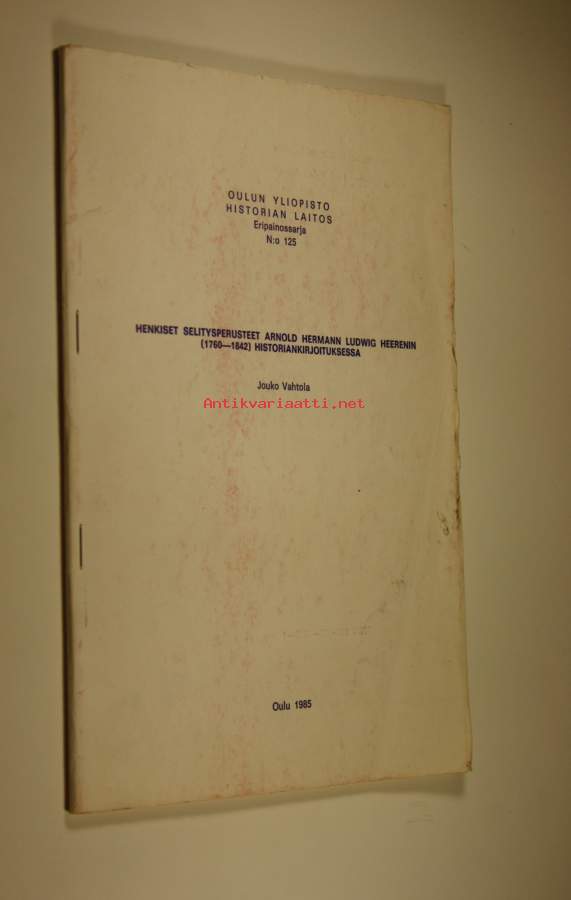 OULUN YLIOPISTO
HISTORIAN LAITOS
Eripainossarja
N:o 125
HENKISET SELITYSPERUSTEET ARNOLD HERMANN LUDWIG HEERENIN
(1760—1842) HISTORIANKIRJOITUKSESSA
Jouko Vahtola
Antikvariaatti.net
Oulu 1985